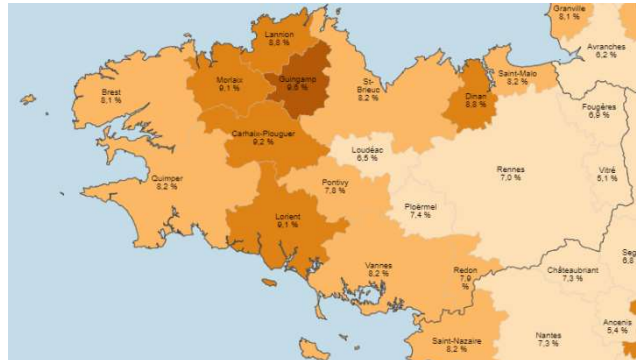 Granville
8,1 %
Lannion
8,8 %
Avranches
6,2 %
Morlaix
9,1 %
Guingamp
9,6 %
St-
Brieuc
8,2 %
Saint-Malo
8,2 %
Brest
8,1 %
Dinan
8,8 %
Fougères
6,9 %
Carhaix-Plouguer
9,2 %
Loudéac
6,5 %
Rennes
7,0 %
Vitré
5,1 %
Quimper
8,2 %
Pontivy
7,6 %
Ploërmel
7,4 %
Lorient
9,1 %
Vannes
8,2 %
Redon
7,9
%
Châteaubriant
7,3 %
Seg
6,8
Saint-Nazaire
8,2 %
Nantes
7,3 %
Ancenis
5,4 %